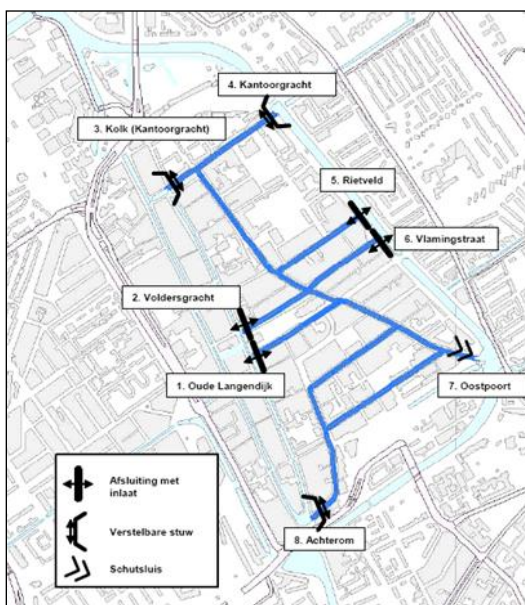 4. Kantoorgracht
3. Kolk (Kantoorgracht)
5. Rietveld
6. Vlamingstraat
2. Voldersgracht
1. Oude Langendijk
7. Oostpoort
8. Achterom
Afsluiting met
inlaat
Verstelbare stuw
Schutsluis